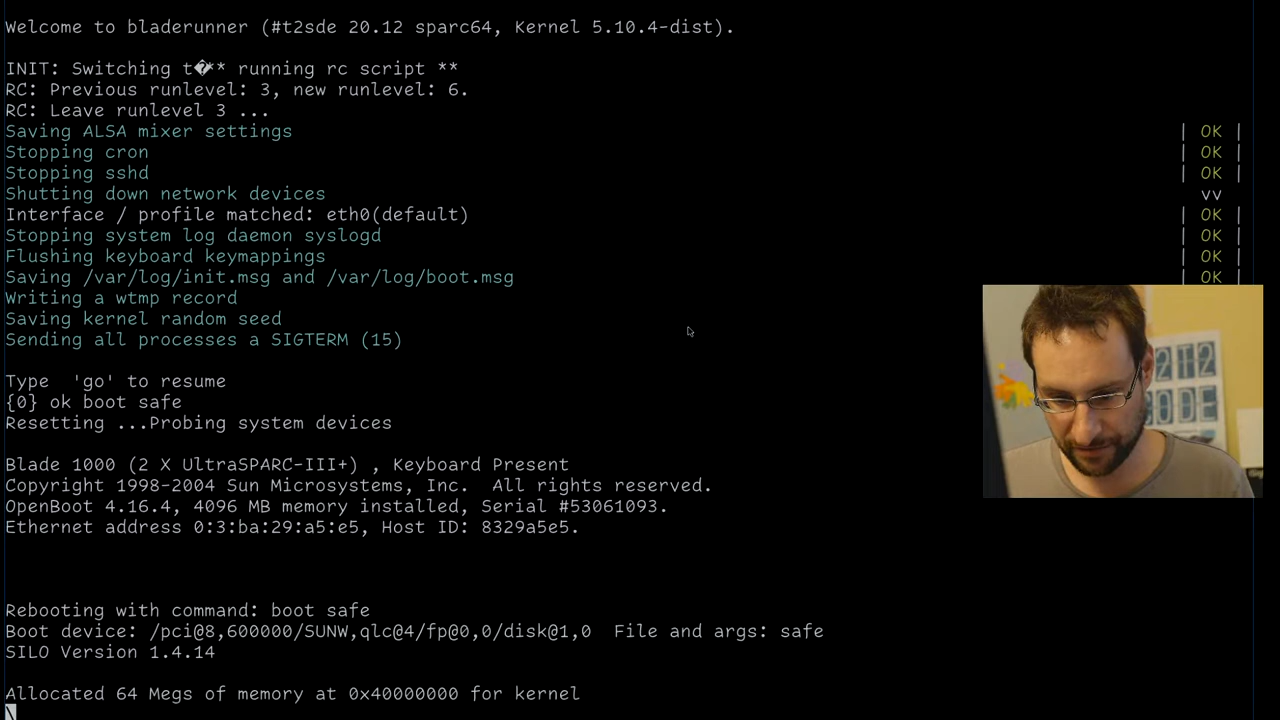 Welcome to bladerunner (#t2sde 20.12 sparc64, Kernel 5.10.4-dist).
INIT: Switching t�** running rc script **
RC: Previous runlevel: 3, new runlevel: 6.
RC: Leave runlevel 3 ...
Saving ALSA mixer settings | OK |
Stopping cron | OK |
Stopping sshd | OK |
Shutting down network devices vv
Interface / profile matched: eth0(default) | OK |
Stopping system log daemon syslogd | OK |
Flushing keyboard keymappings | OK |
Saving /var/log/init.msg and /var/log/boot.msg | OK |
Writing a wtmp record
Saving kernel random seed
Sending all processes a SIGTERM (15)
Type  'go' to resume
{0} ok boot safe
Resetting ...Probing system devices
Blade 1000 (2 X UltraSPARC-III+) , Keyboard Present
Copyright 1998-2004 Sun Microsystems, Inc.  All rights reserved.
OpenBoot 4.16.4, 4096 MB memory installed, Serial #53061093.
Ethernet address 0:3:ba:29:a5:e5, Host ID: 8329a5e5.
Rebooting with command: boot safe
Boot device: /pci@8,600000/SUNW,qlc@4/fp@0,0/disk@1,0  File and args: safe
SILO Version 1.4.14
Allocated 64 Megs of memory at 0x40000000 for kernel
\
T2
CODE